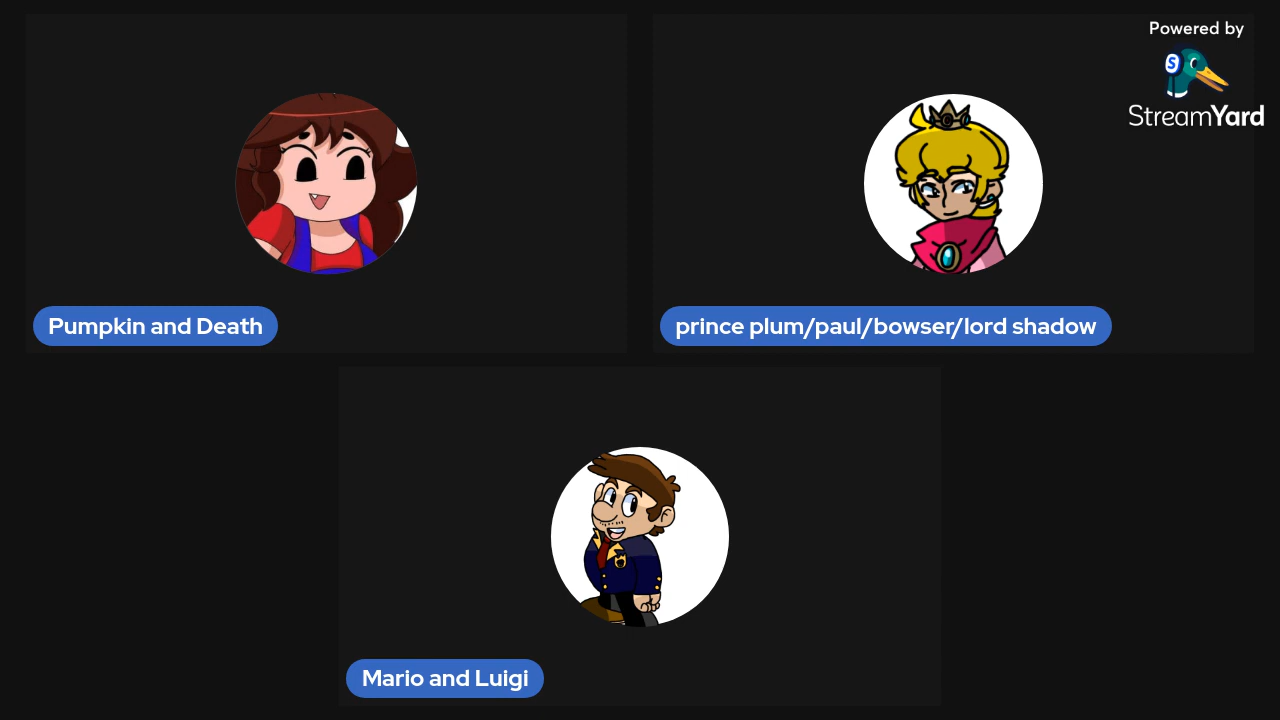 Powered by
S
StreamYard
Pumpkin and Death
prince plum/paul/bowser/lord shadow
Mario and Luigi